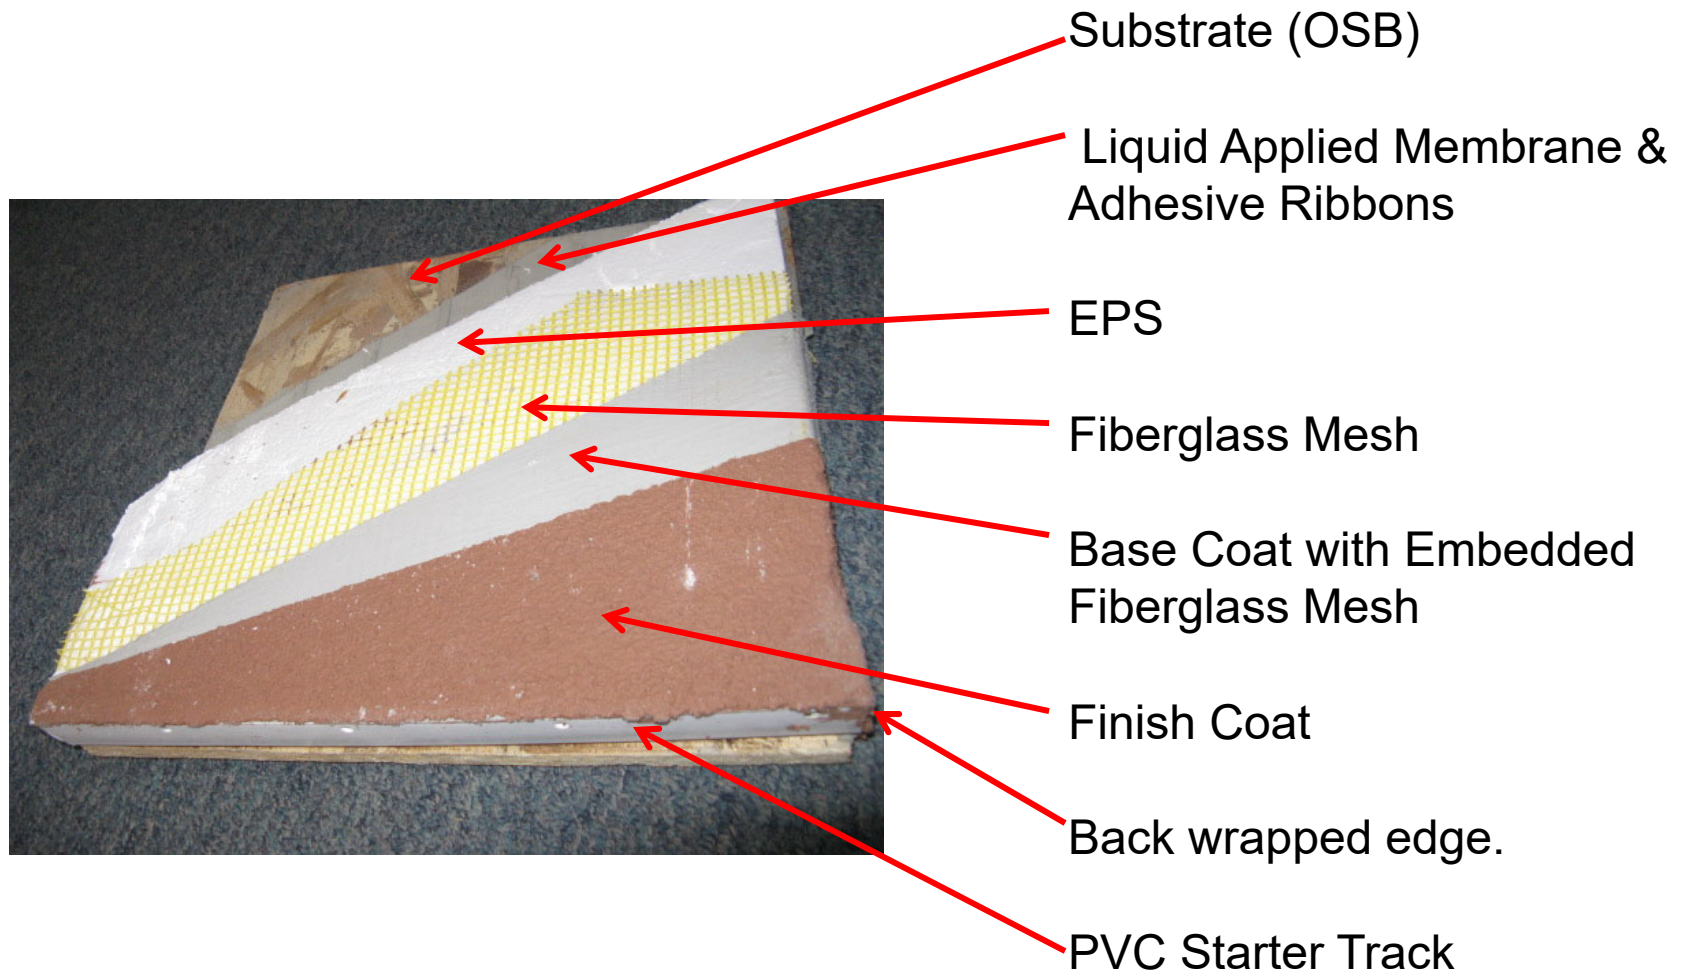 Substrate (OSB)
Liquid Applied Membrane &
Adhesive Ribbons
EPS
Fiberglass Mesh
Base Coat with Embedded
Fiberglass Mesh
Finish Coat
Back wrapped edge.
PVC Starter Track